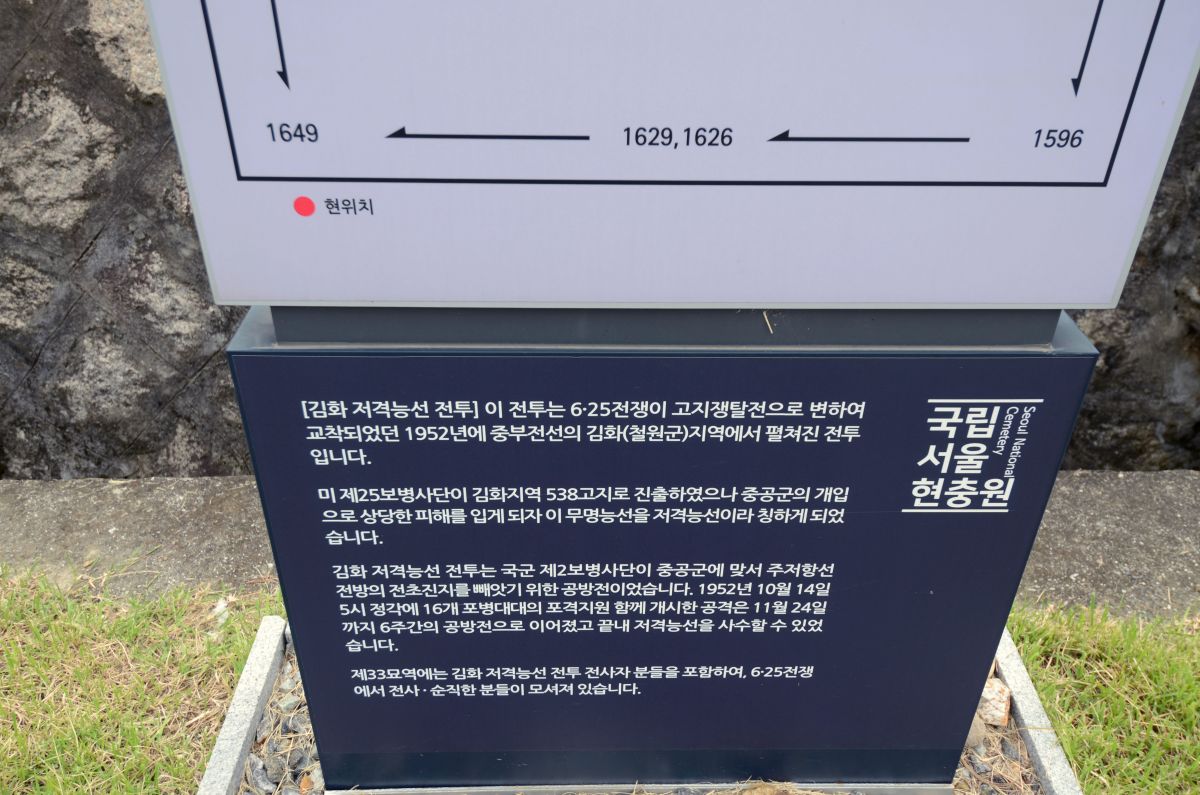 1649
1629,1626
1596
현위치
[김화 저격능선 전투] 이 전투는 6·25전쟁이 고지쟁탈전으로 변하여
교착되었던 1952년에 중부전선의 김화(철원군)지역에서 펼쳐진 전투
입니다.
미 제25보병사단이 김화지역 538고지로 진출하였으나 중공군의 개입
으로 상당한 피해를 입게 되자 이 무명능선을 저격능선이라 칭하게 되었
습니다.
김화 저격능선 전투는 국군 제2보병사단이 중공군에 맞서 주저항선
전방의 전초진지를 빼앗기 위한 공방전이었습니다. 1952년 10월 14일
5시 정각에 16개 포병대대의 포격지원 함께 개시한 공격은 11월 24일
까지 6주간의 공방전으로 이어졌고 끝내 저격능선을 사수할 수 있었
습니다.
제33묘역에는 김화 저격능선 전투 전사자 분들을 포함하여, 6·25전쟁
에서 전사·순직한 분들이 모셔져 있습니다.
국립
서울
현충원
Seoul National
Cemetery